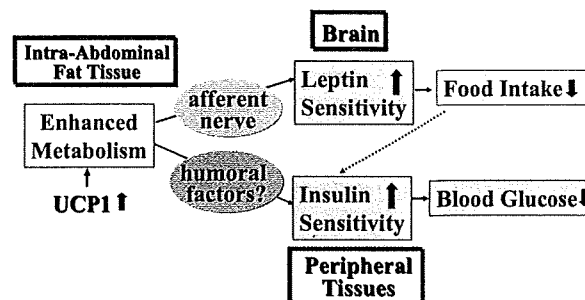 Brain
Intra-Abdominal
Fat Tissue
afferent
nerve
Leptin ⬆
Sensitivity
Food Intake⬇
Enhanced
Metabolism
humoral
factors?
UCP1⬆
Insulin ⬆
Sensitivity
Blood Glucose⬇
Peripheral
Tissues